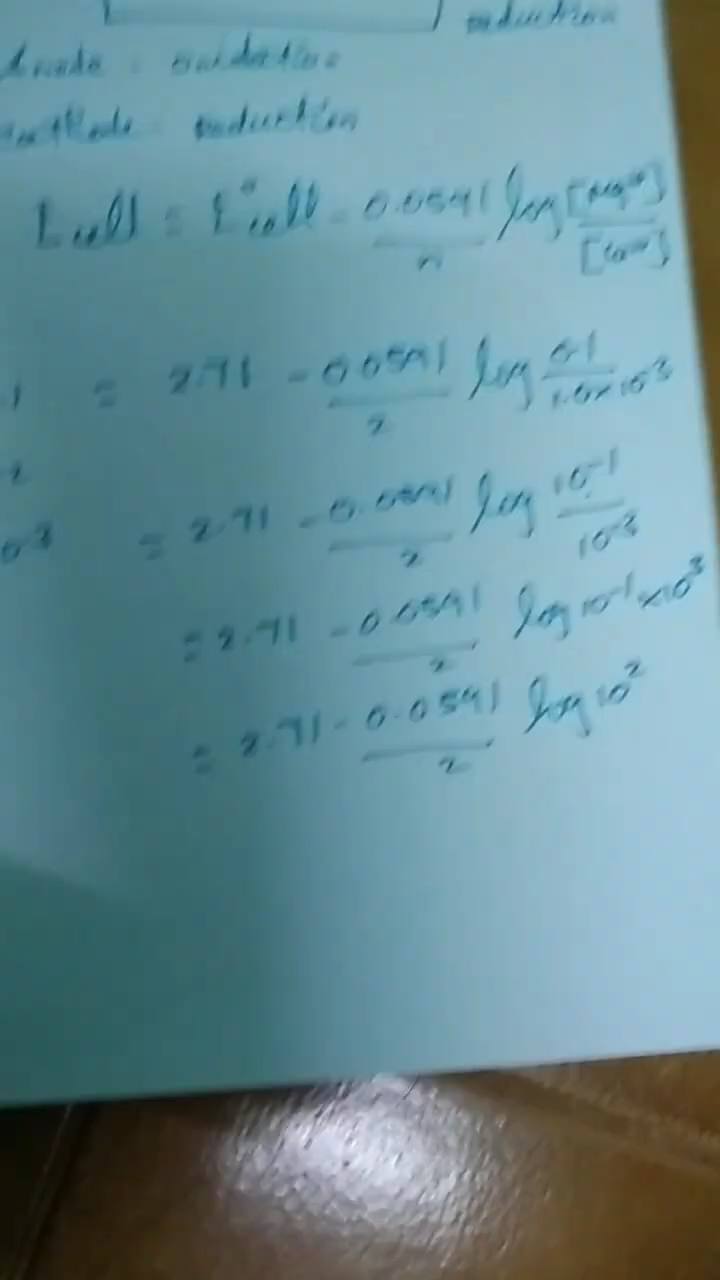 reduction
Anode : oxidation
Cathode : reduction
Ecell = E°cell - 0.0591/n log [Mg²⁺]/[Cu²⁺]
= 2.71 - 0.0591/2 log 0.1/1.0×10⁻³
= 2.71 - 0.0591/2 log 10⁻¹/10⁻³
= 2.71 - 0.0591/2 log 10⁻¹×10³
= 2.71 - 0.0591/2 log 10²